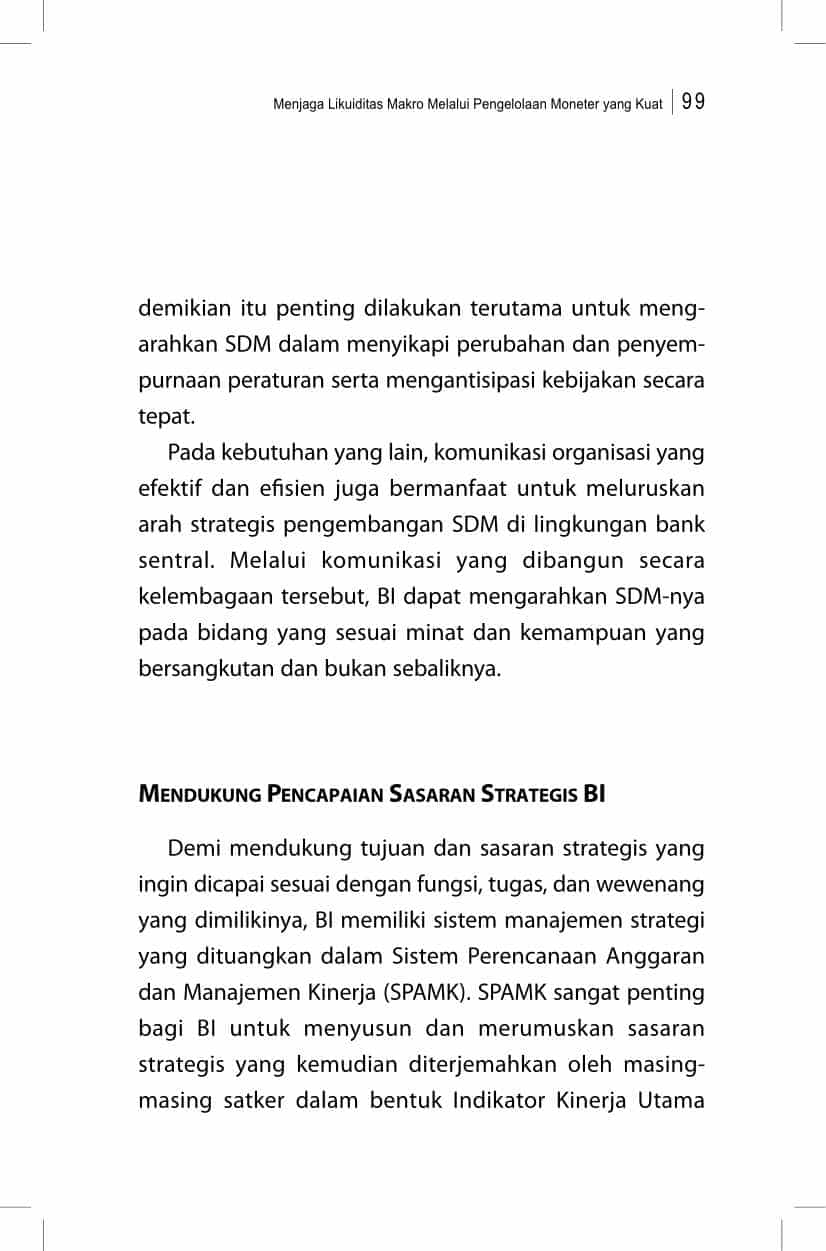 Menjaga Likuiditas Makro Melalui Pengelolaan Moneter yang Kuat 99
demikian itu penting dilakukan terutama untuk meng-
arahkan SDM dalam menyikapi perubahan dan penyem-
purnaan peraturan serta mengantisipasi kebijakan secara
tepat.
Pada kebutuhan yang lain, komunikasi organisasi yang
efektif dan efisien juga bermanfaat untuk meluruskan
arah strategis pengembangan SDM di lingkungan bank
sentral. Melalui komunikasi yang dibangun secara
kelembagaan tersebut, BI dapat mengarahkan SDM-nya
pada bidang yang sesuai minat dan kemampuan yang
bersangkutan dan bukan sebaliknya.
MENDUKUNG PENCAPAIAN SASARAN STRATEGIS BI
Demi mendukung tujuan dan sasaran strategis yang
ingin dicapai sesuai dengan fungsi, tugas, dan wewenang
yang dimilikinya, BI memiliki sistem manajemen strategi
yang dituangkan dalam Sistem Perencanaan Anggaran
dan Manajemen Kinerja (SPAMK). SPAMK sangat penting
bagi BI untuk menyusun dan merumuskan sasaran
strategis yang kemudian diterjemahkan oleh masing-
masing satker dalam bentuk Indikator Kinerja Utama